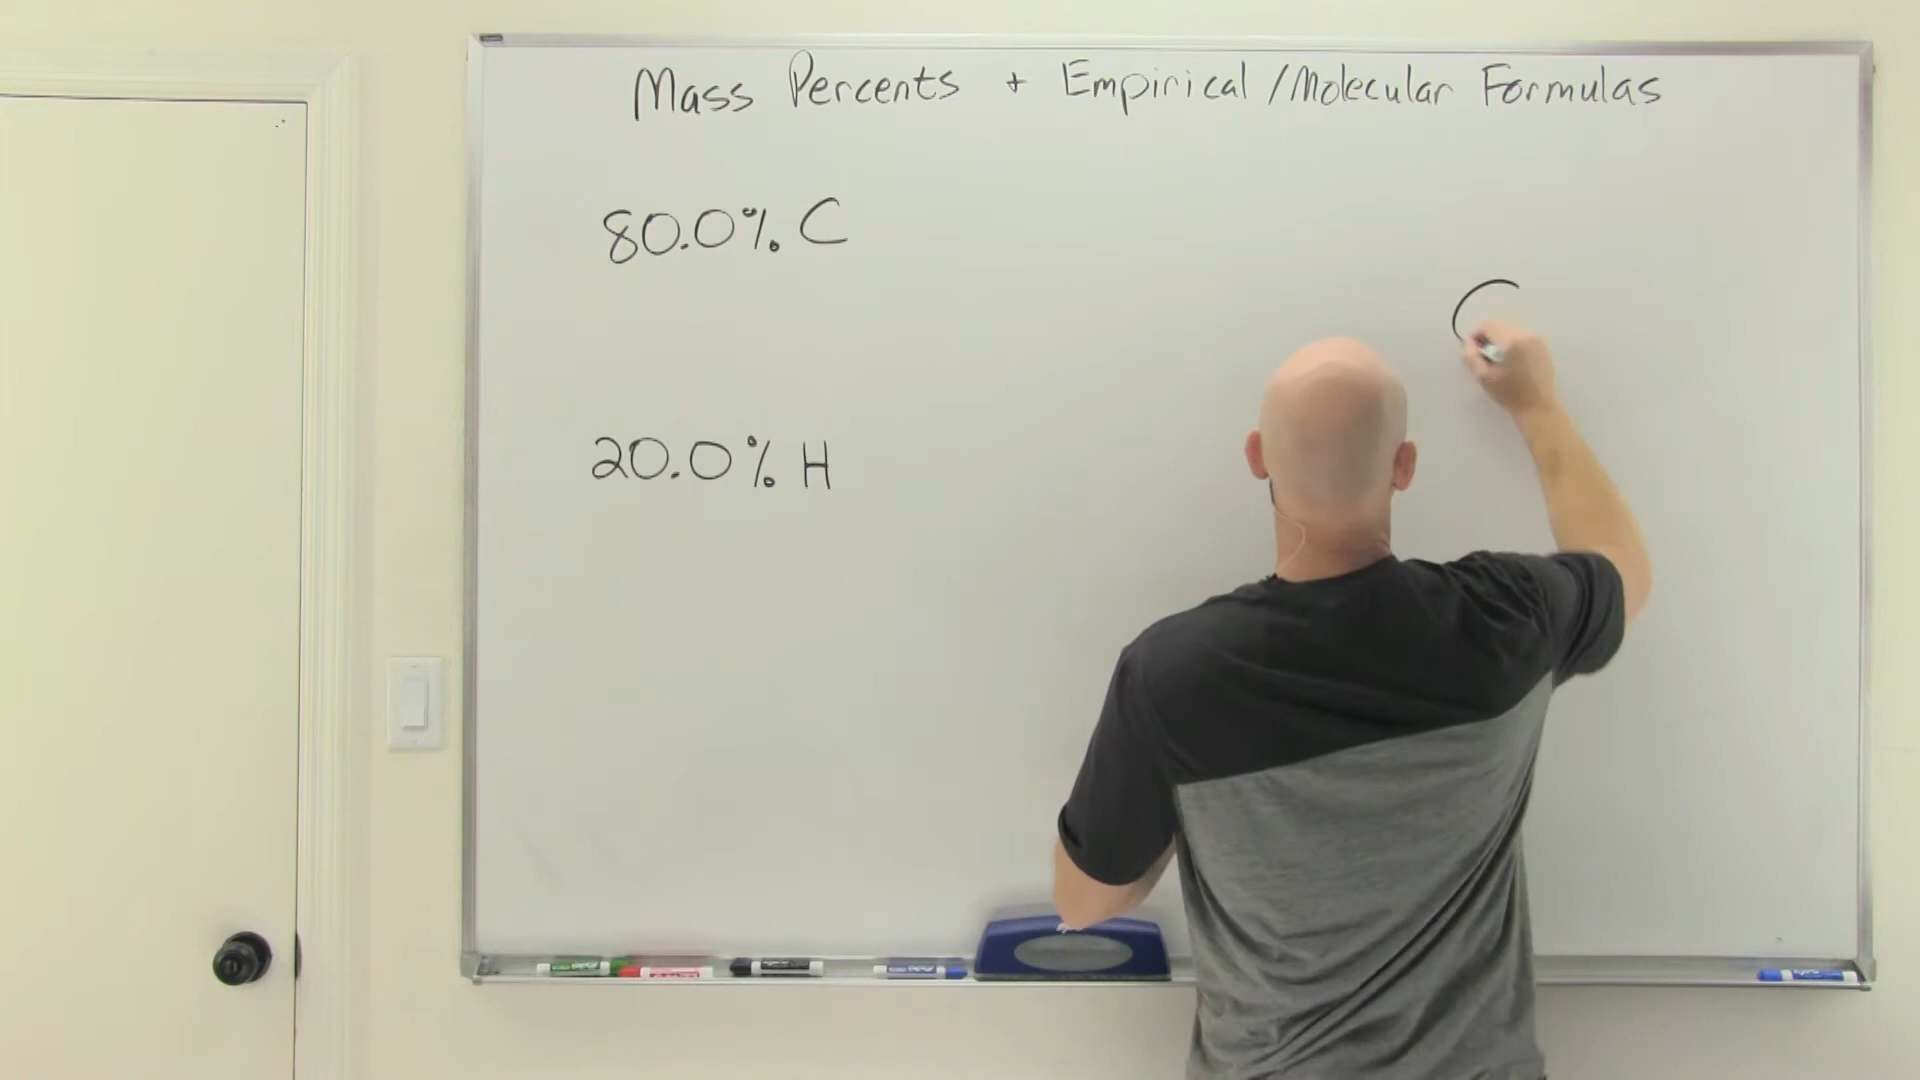 Mass Percents + Empirical/Molecular Formulas
80.0% C
C
20.0% H